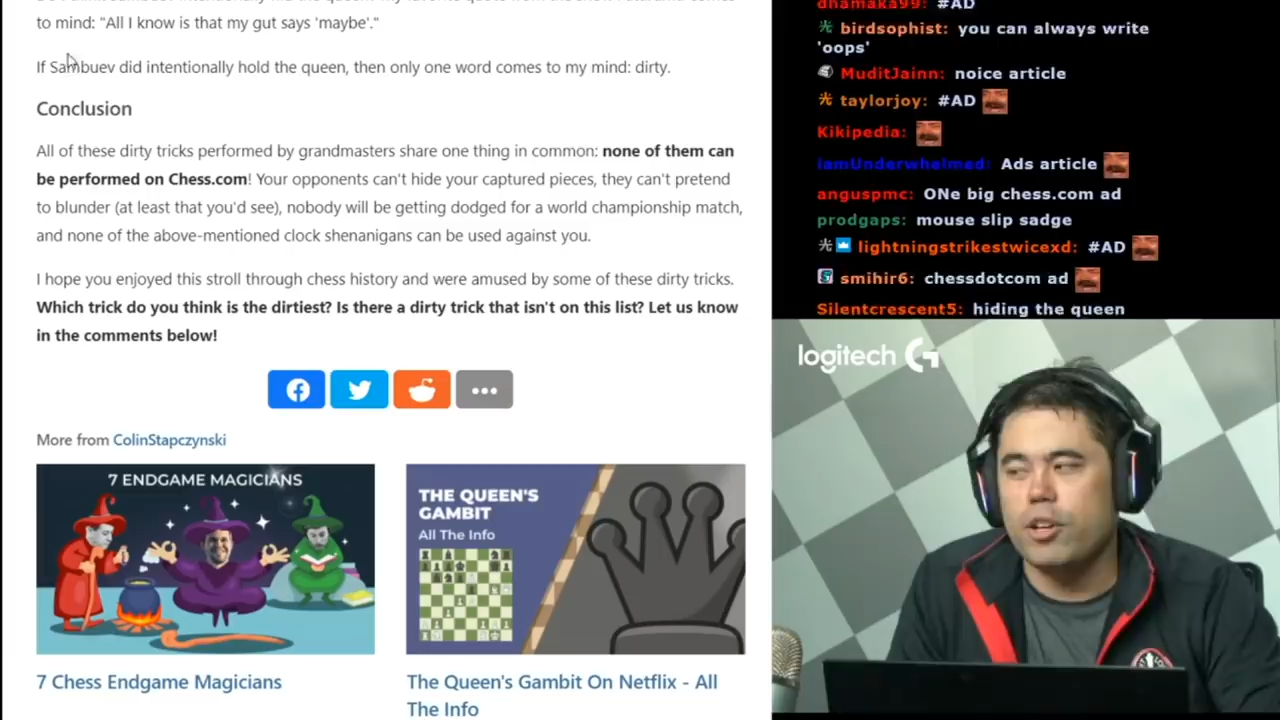 to mind: "All I know is that my gut says 'maybe'."
If Sambuev did intentionally hold the queen, then only one word comes to my mind: dirty.
Conclusion
All of these dirty tricks performed by grandmasters share one thing in common: none of them can
be performed on Chess.com! Your opponents can't hide your captured pieces, they can't pretend
to blunder (at least that you'd see), nobody will be getting dodged for a world championship match,
and none of the above-mentioned clock shenanigans can be used against you.
I hope you enjoyed this stroll through chess history and were amused by some of these dirty tricks.
Which trick do you think is the dirtiest? Is there a dirty trick that isn't on this list? Let us know
in the comments below!
More from ColinStapczynski
7 ENDGAME MAGICIANS
THE QUEEN'S
GAMBIT
All The Info
7 Chess Endgame Magicians
The Queen's Gambit On Netflix - All
The Info
dhamaka99: #AD
birdsophist: you can always write
'oops'
MuditJainn: noice article
taylorjoy: #AD
Kikipedia:
iamUnderwhelmed: Ads article
anguspmc: ONe big chess.com ad
prodgaps: mouse slip sadge
lightningstrikestwicexd: #AD
smihir6: chessdotcom ad
Silentcrescent5: hiding the queen
logitech G